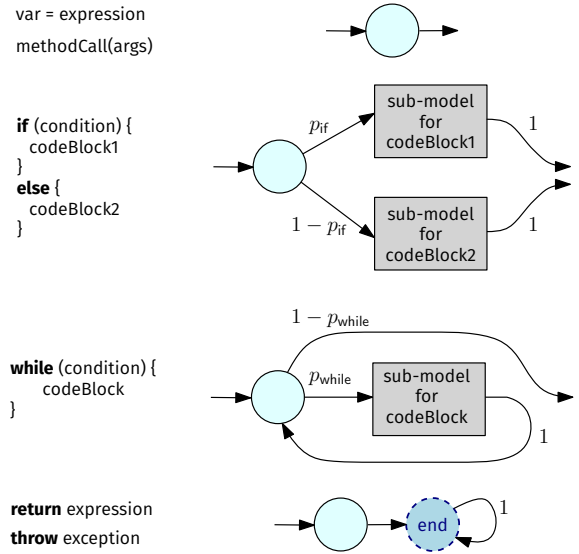 var = expression
methodCall(args)
if (condition) {
codeBlock1
}
else {
codeBlock2
}
p_if
1 − p_if
sub-model
for
codeBlock1
1
sub-model
for
codeBlock2
1
while (condition) {
codeBlock
}
1 − p_while
p_while
sub-model
for
codeBlock
1
return expression
throw exception
end
1